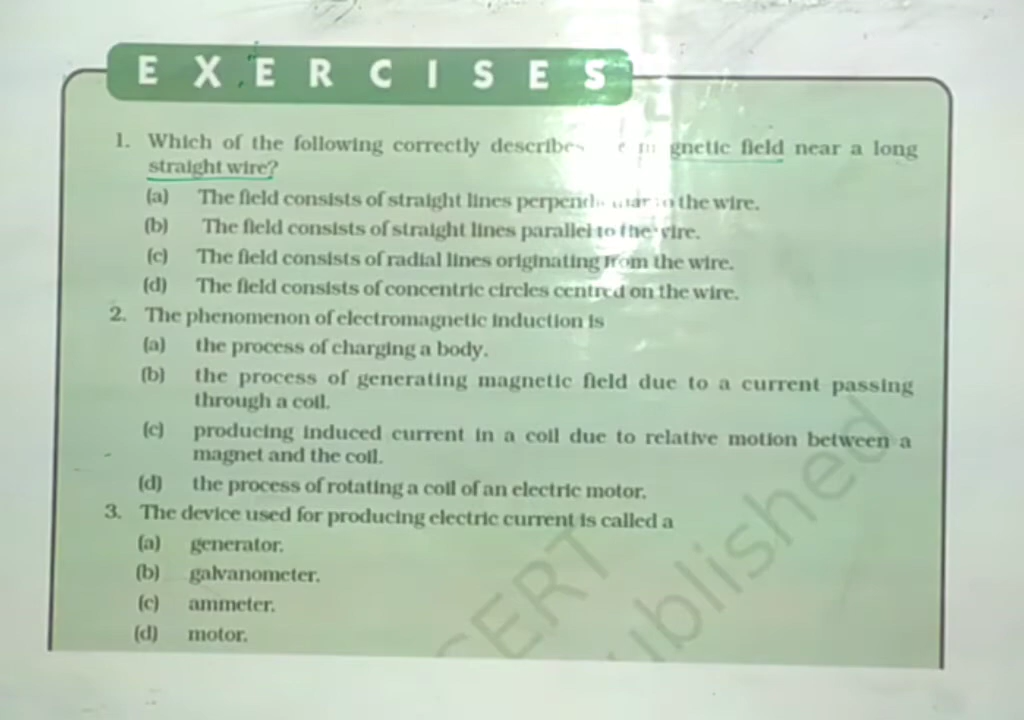 EXERCISES
1. Which of the following correctly describes magnetic field near a long
straight wire?
(a) The field consists of straight lines perpendicular to the wire.
(b) The field consists of straight lines parallel to the wire.
(c) The field consists of radial lines originating from the wire.
(d) The field consists of concentric circles centred on the wire.
2. The phenomenon of electromagnetic induction is
(a) the process of charging a body.
(b) the process of generating magnetic field due to a current passing
through a coil.
(c) producing induced current in a coil due to relative motion between a
magnet and the coil.
(d) the process of rotating a coil of an electric motor.
3. The device used for producing electric current is called a
(a) generator.
(b) galvanometer.
(c) ammeter.
(d) motor.